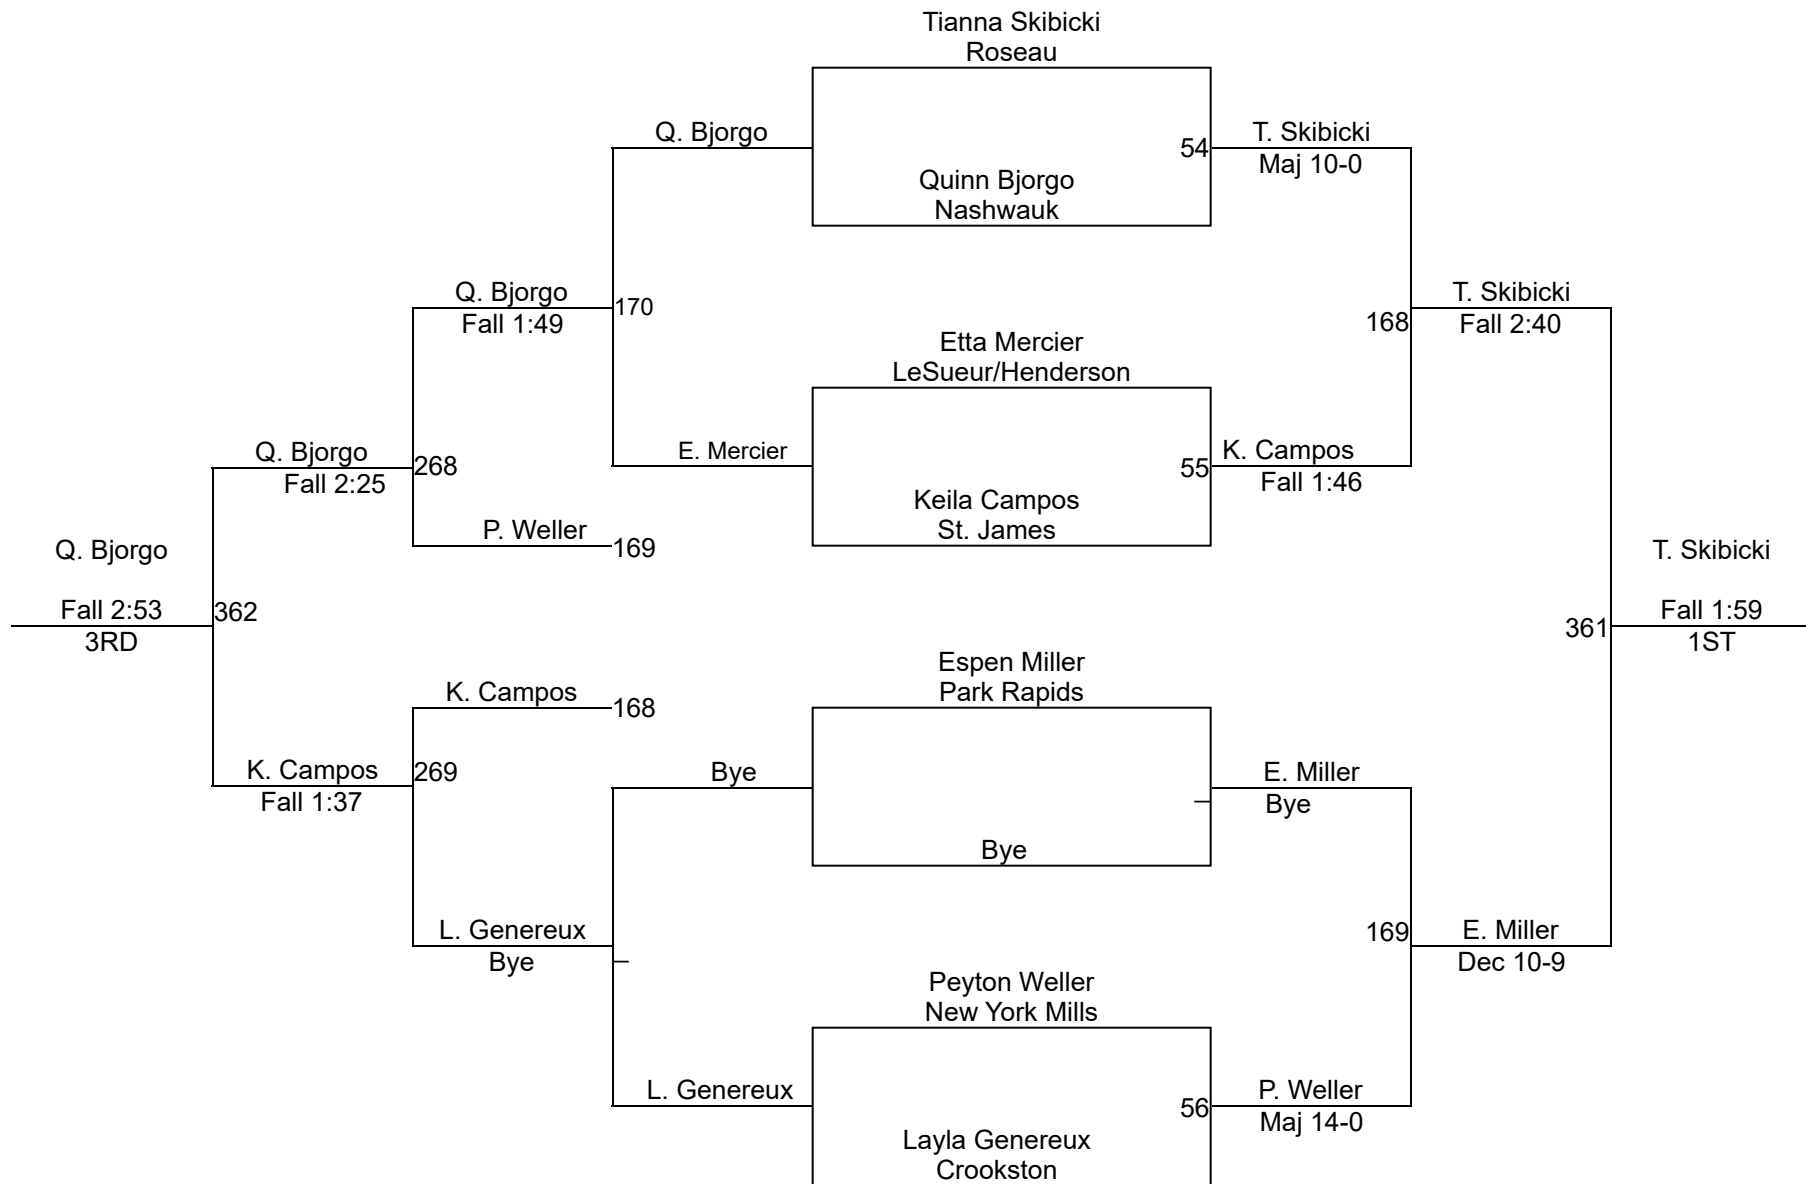 Tianna Skibicki
Roseau
Q. Bjorgo
54
T. Skibicki
Maj 10-0
Quinn Bjorgo
Nashwauk
Q. Bjorgo
Fall 1:49
170
T. Skibicki
Fall 2:40
168
Etta Mercier
LeSueur/Henderson
Q. Bjorgo
Fall 2:25
268
E. Mercier
55
K. Campos
Fall 1:46
Keila Campos
St. James
P. Weller
169
Q. Bjorgo
Fall 2:53
3RD
362
T. Skibicki
Fall 1:59
1ST
361
Espen Miller
Park Rapids
K. Campos
168
K. Campos
Fall 1:37
269
Bye
E. Miller
Bye
Bye
L. Genereux
Bye
169
E. Miller
Dec 10-9
Peyton Weller
New York Mills
L. Genereux
56
P. Weller
Maj 14-0
Layla Genereux
Crookston